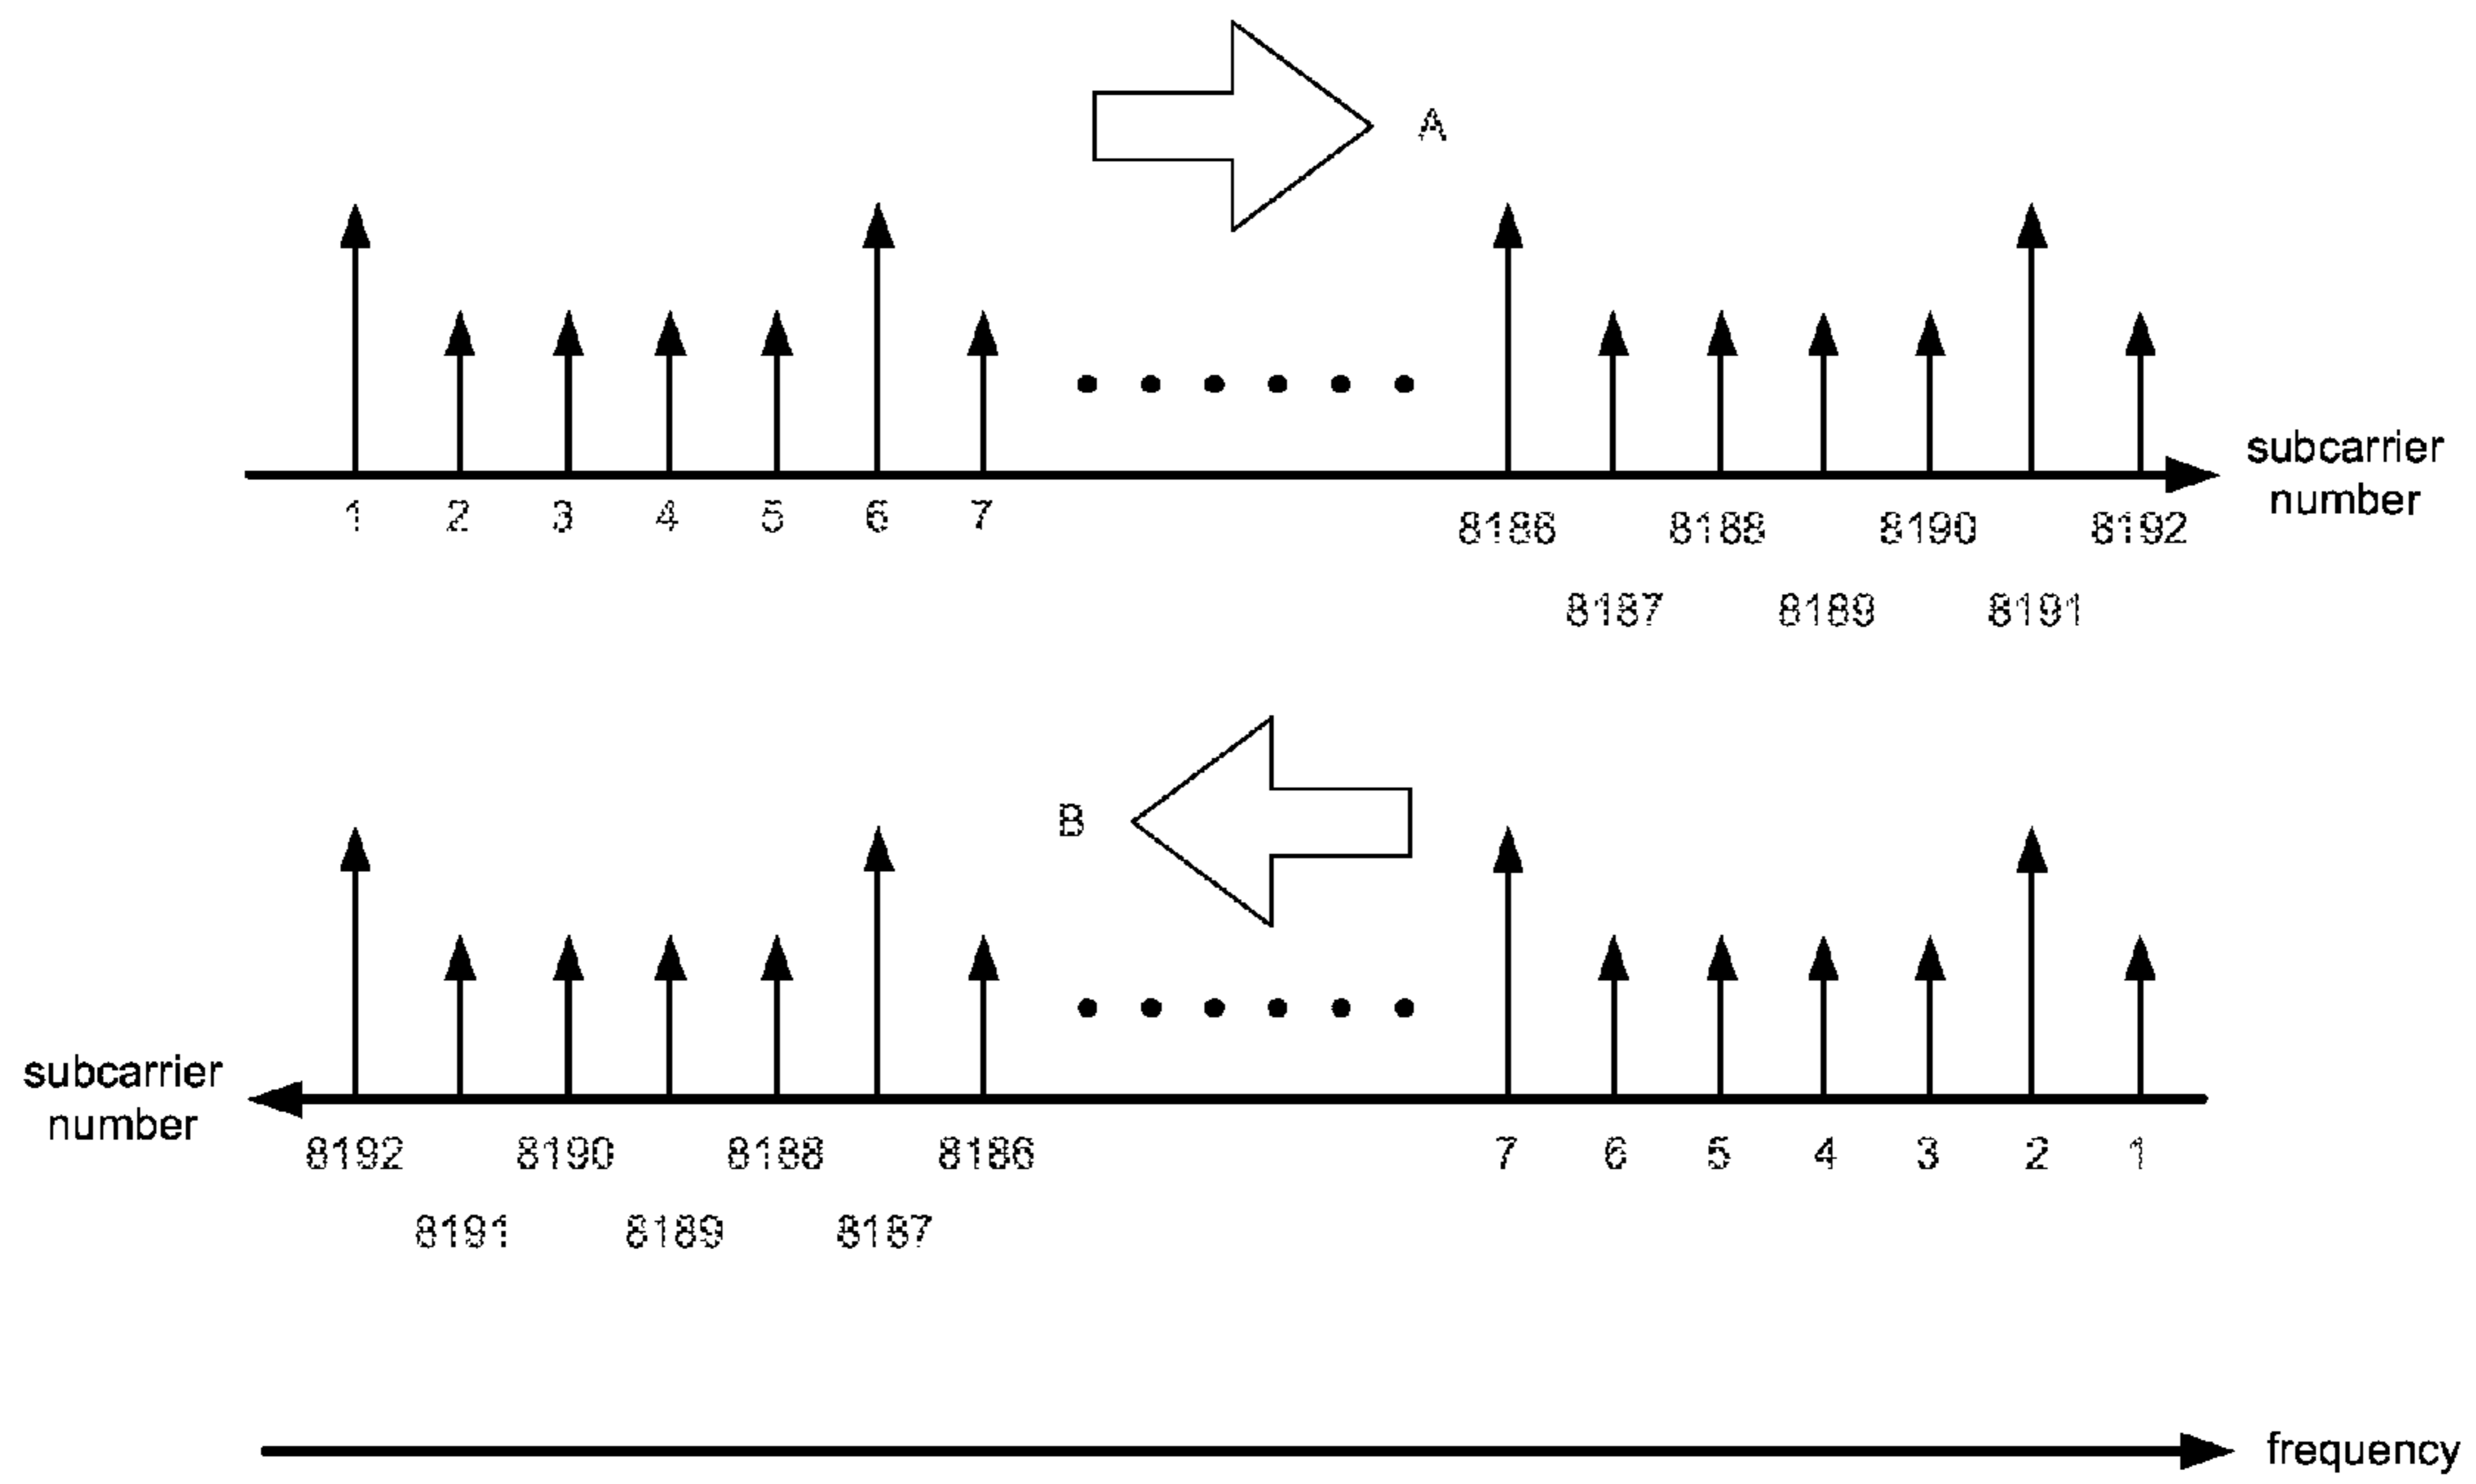 A
subcarrier
number
1 2 3 4 5 6 7 8186 8188 8190 8192
8187 8189 8191
B
subcarrier
number
8192 8190 8188 8186 7 6 5 4 3 2 1
8191 8189 8187
frequency